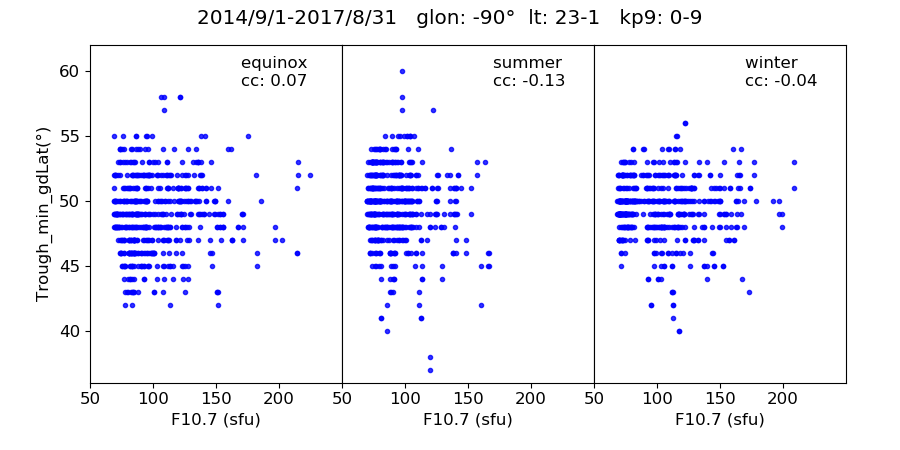 2014/9/1-2017/8/31   glon: -90°  lt: 23-1   kp9: 0-9
equinox
cc: 0.07
summer
cc: -0.13
winter
cc: -0.04
Trough_min_gdLat(°)
60
55
50
45
40
50 100 150 200
50 100 150 200
50 100 150 200
F10.7 (sfu)
F10.7 (sfu)
F10.7 (sfu)